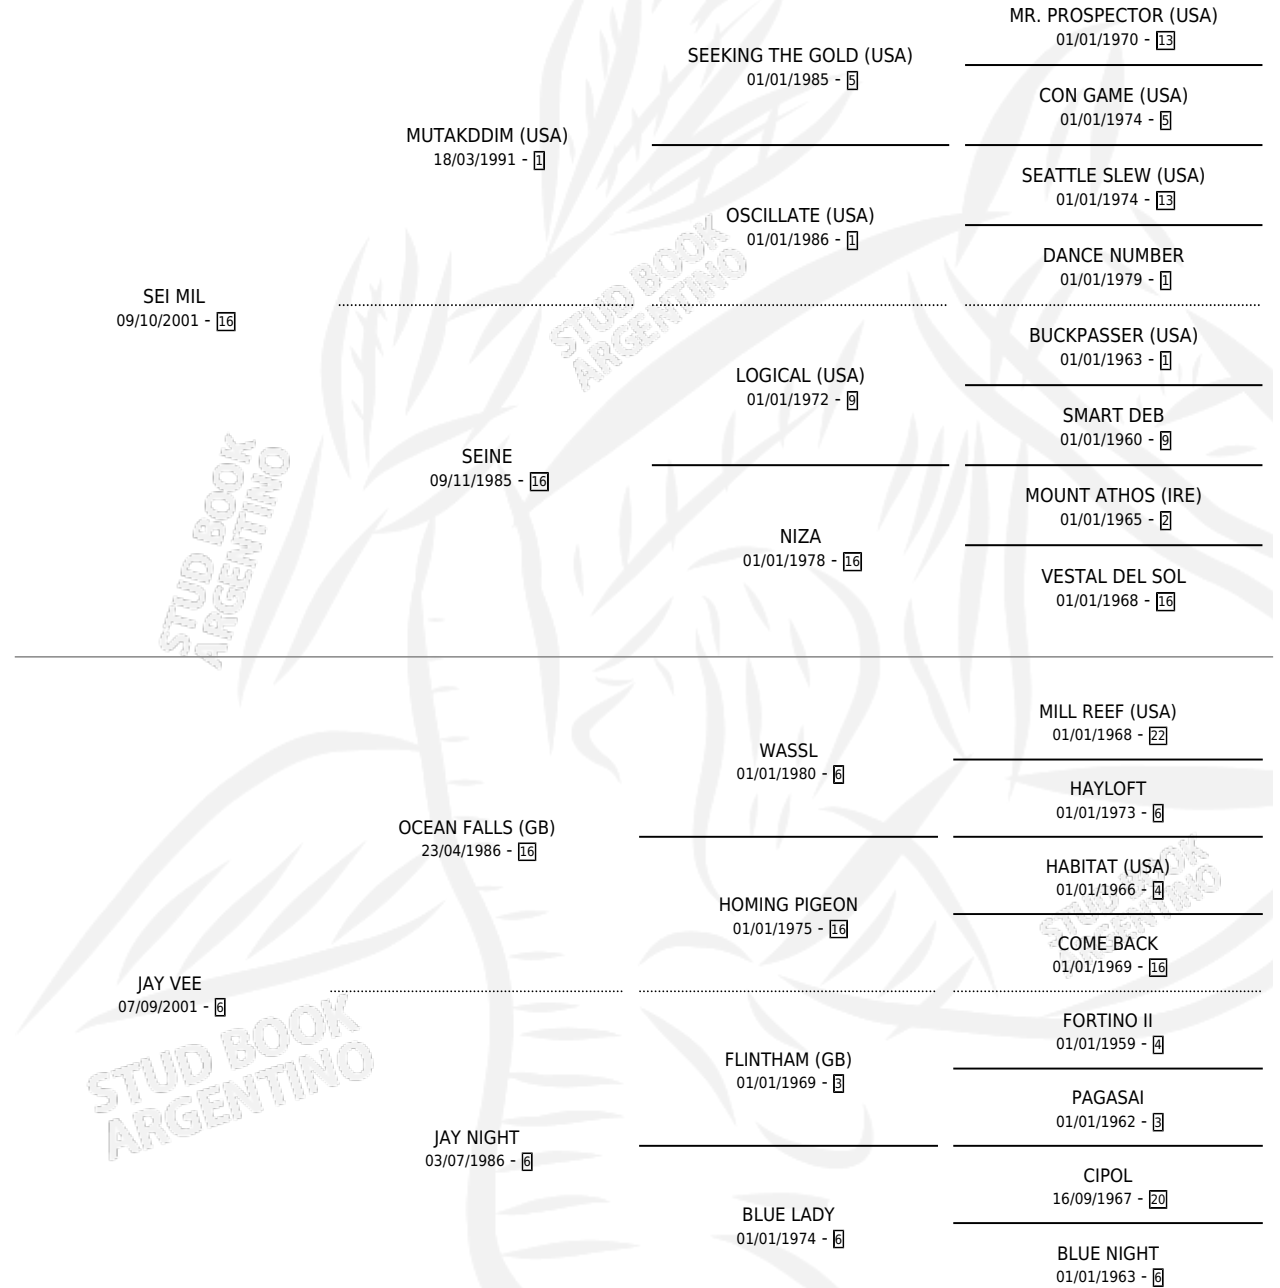 MR. PROSPECTOR (USA)
01/01/1970 - 13
SEEKING THE GOLD (USA)
01/01/1985 - 5
CON GAME (USA)
01/01/1974 - 5
MUTAKDDIM (USA)
18/03/1991 - 1
SEATTLE SLEW (USA)
01/01/1974 - 13
OSCILLATE (USA)
01/01/1986 - 1
DANCE NUMBER
01/01/1979 - 1
SEI MIL
09/10/2001 - 16
BUCKPASSER (USA)
01/01/1963 - 1
LOGICAL (USA)
01/01/1972 - 9
SMART DEB
01/01/1960 - 9
SEINE
09/11/1985 - 16
MOUNT ATHOS (IRE)
01/01/1965 - 2
NIZA
01/01/1978 - 16
VESTAL DEL SOL
01/01/1968 - 16
MILL REEF (USA)
01/01/1968 - 22
WASSL
01/01/1980 - 6
HAYLOFT
01/01/1973 - 6
OCEAN FALLS (GB)
23/04/1986 - 16
HABITAT (USA)
01/01/1966 - 4
HOMING PIGEON
01/01/1975 - 16
COME BACK
01/01/1969 - 16
JAY VEE
07/09/2001 - 6
FORTINO II
01/01/1959 - 4
FLINTHAM (GB)
01/01/1969 - 3
PAGASAI
01/01/1962 - 3
JAY NIGHT
03/07/1986 - 6
CIPOL
16/09/1967 - 20
BLUE LADY
01/01/1974 - 6
BLUE NIGHT
01/01/1963 - 6
STUD BOOK
ARGENTINO
STUD BOOK
ARGENTINO
STUD BOOK
ARGENTINO
STUD BOOK
ARGENTINO